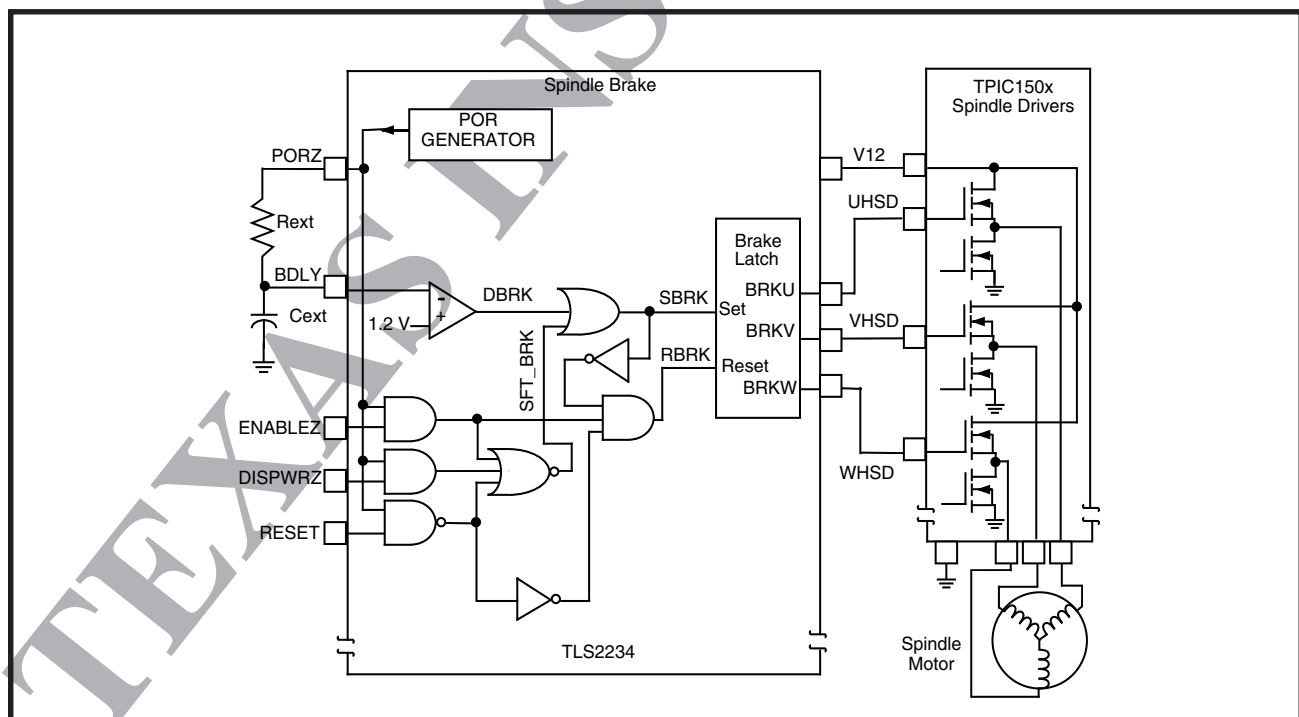 TEXAS INS
Spindle Brake
POR
GENERATOR
PORZ
Rext
BDLY
Cext
1.2 V
-
+
DBRK
SFT_BRK
SBRK
RBRK
Brake
Latch
BRKU
Set
BRKV
Reset
BRKW
ENABLEZ
DISPWRZ
RESET
TLS2234
V12
UHSD
VHSD
WHSD
TPIC150x
Spindle Drivers
Spindle
Motor